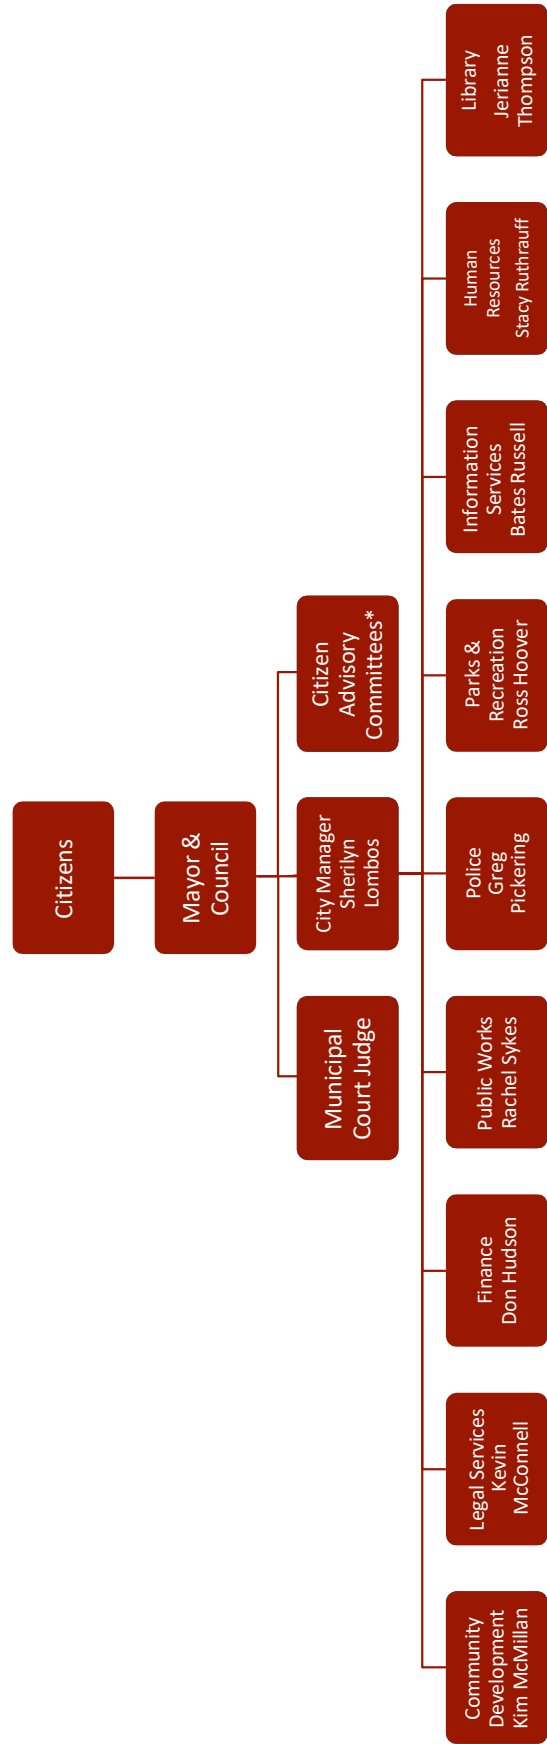 Citizens
Mayor &
Council
Municipal
Court Judge
City Manager
Sherilyn
Lombos
Citizen
Advisory
Committees*
Community
Development
Kim McMillan
Legal Services
Kevin
McConnell
Finance
Don Hudson
Public Works
Rachel Sykes
Police
Greg
Pickering
Parks &
Recreation
Ross Hoover
Information
Services
Bates Russell
Human
Resources
Stacy Ruthrauff
Library
Jerianne
Thompson